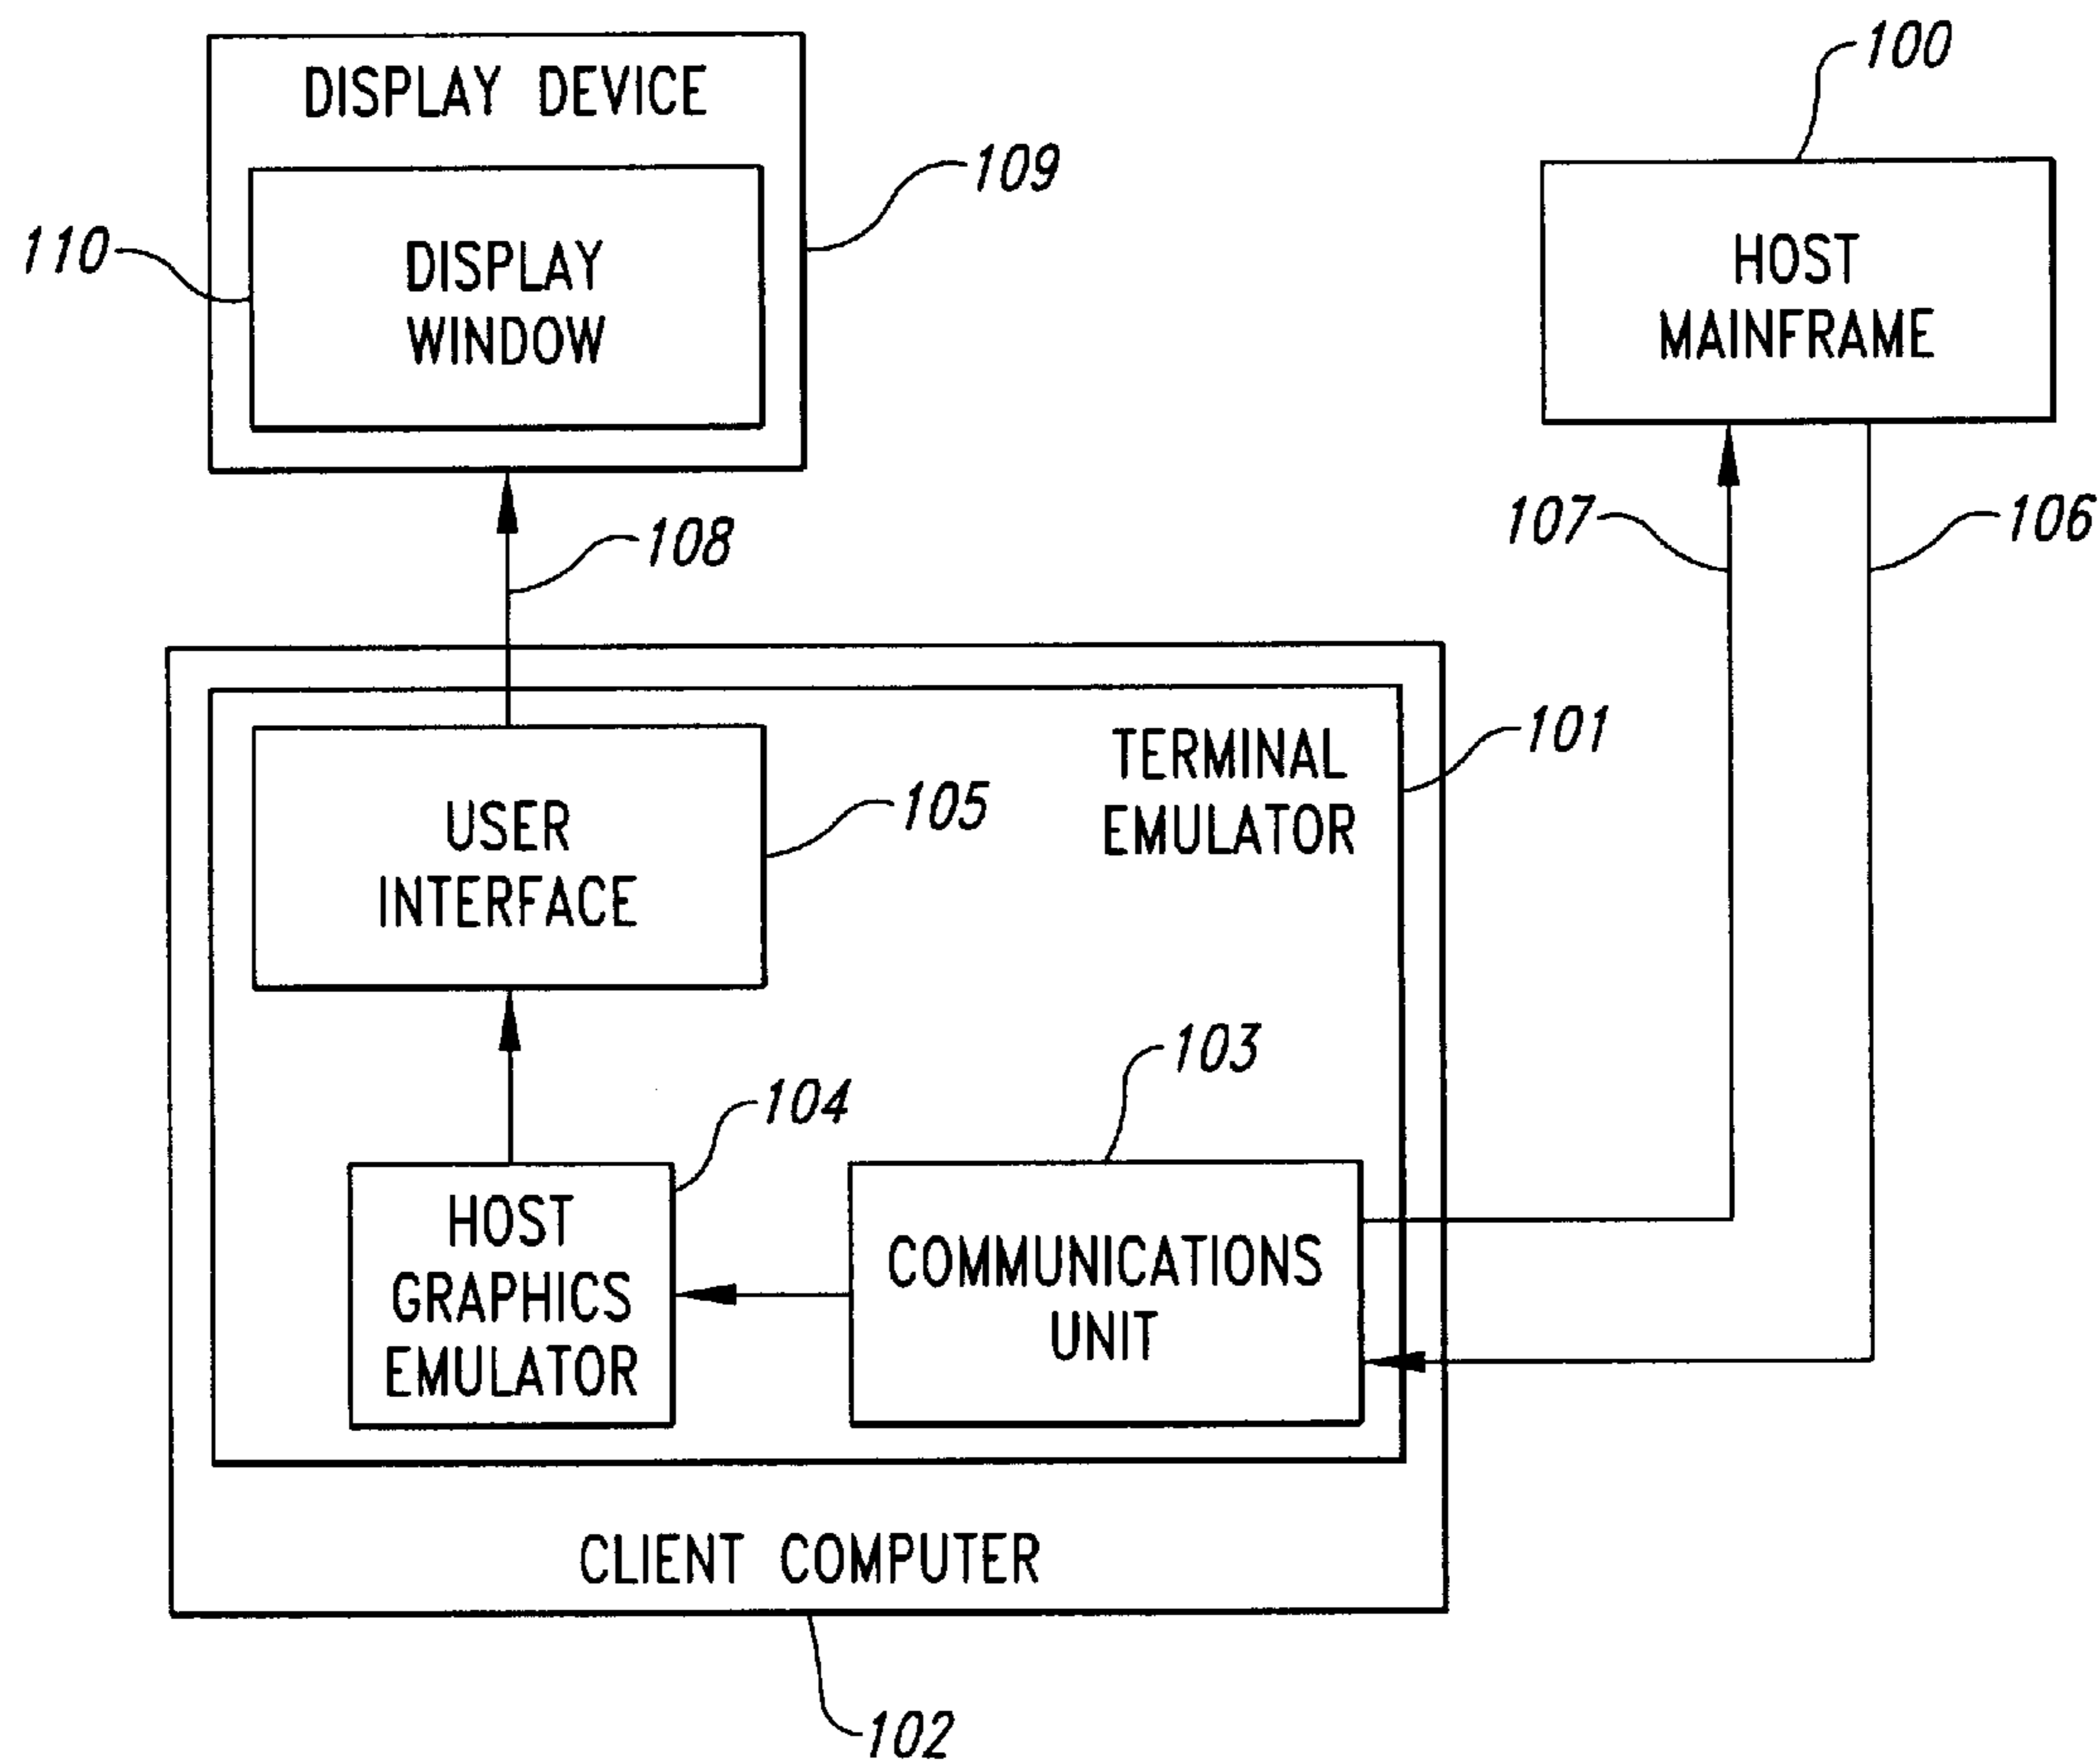 100
DISPLAY DEVICE
109
110
DISPLAY
WINDOW
HOST
MAINFRAME
108
107
106
101
TERMINAL
EMULATOR
105
USER
INTERFACE
103
104
HOST
GRAPHICS
EMULATOR
COMMUNICATIONS
UNIT
CLIENT COMPUTER
102